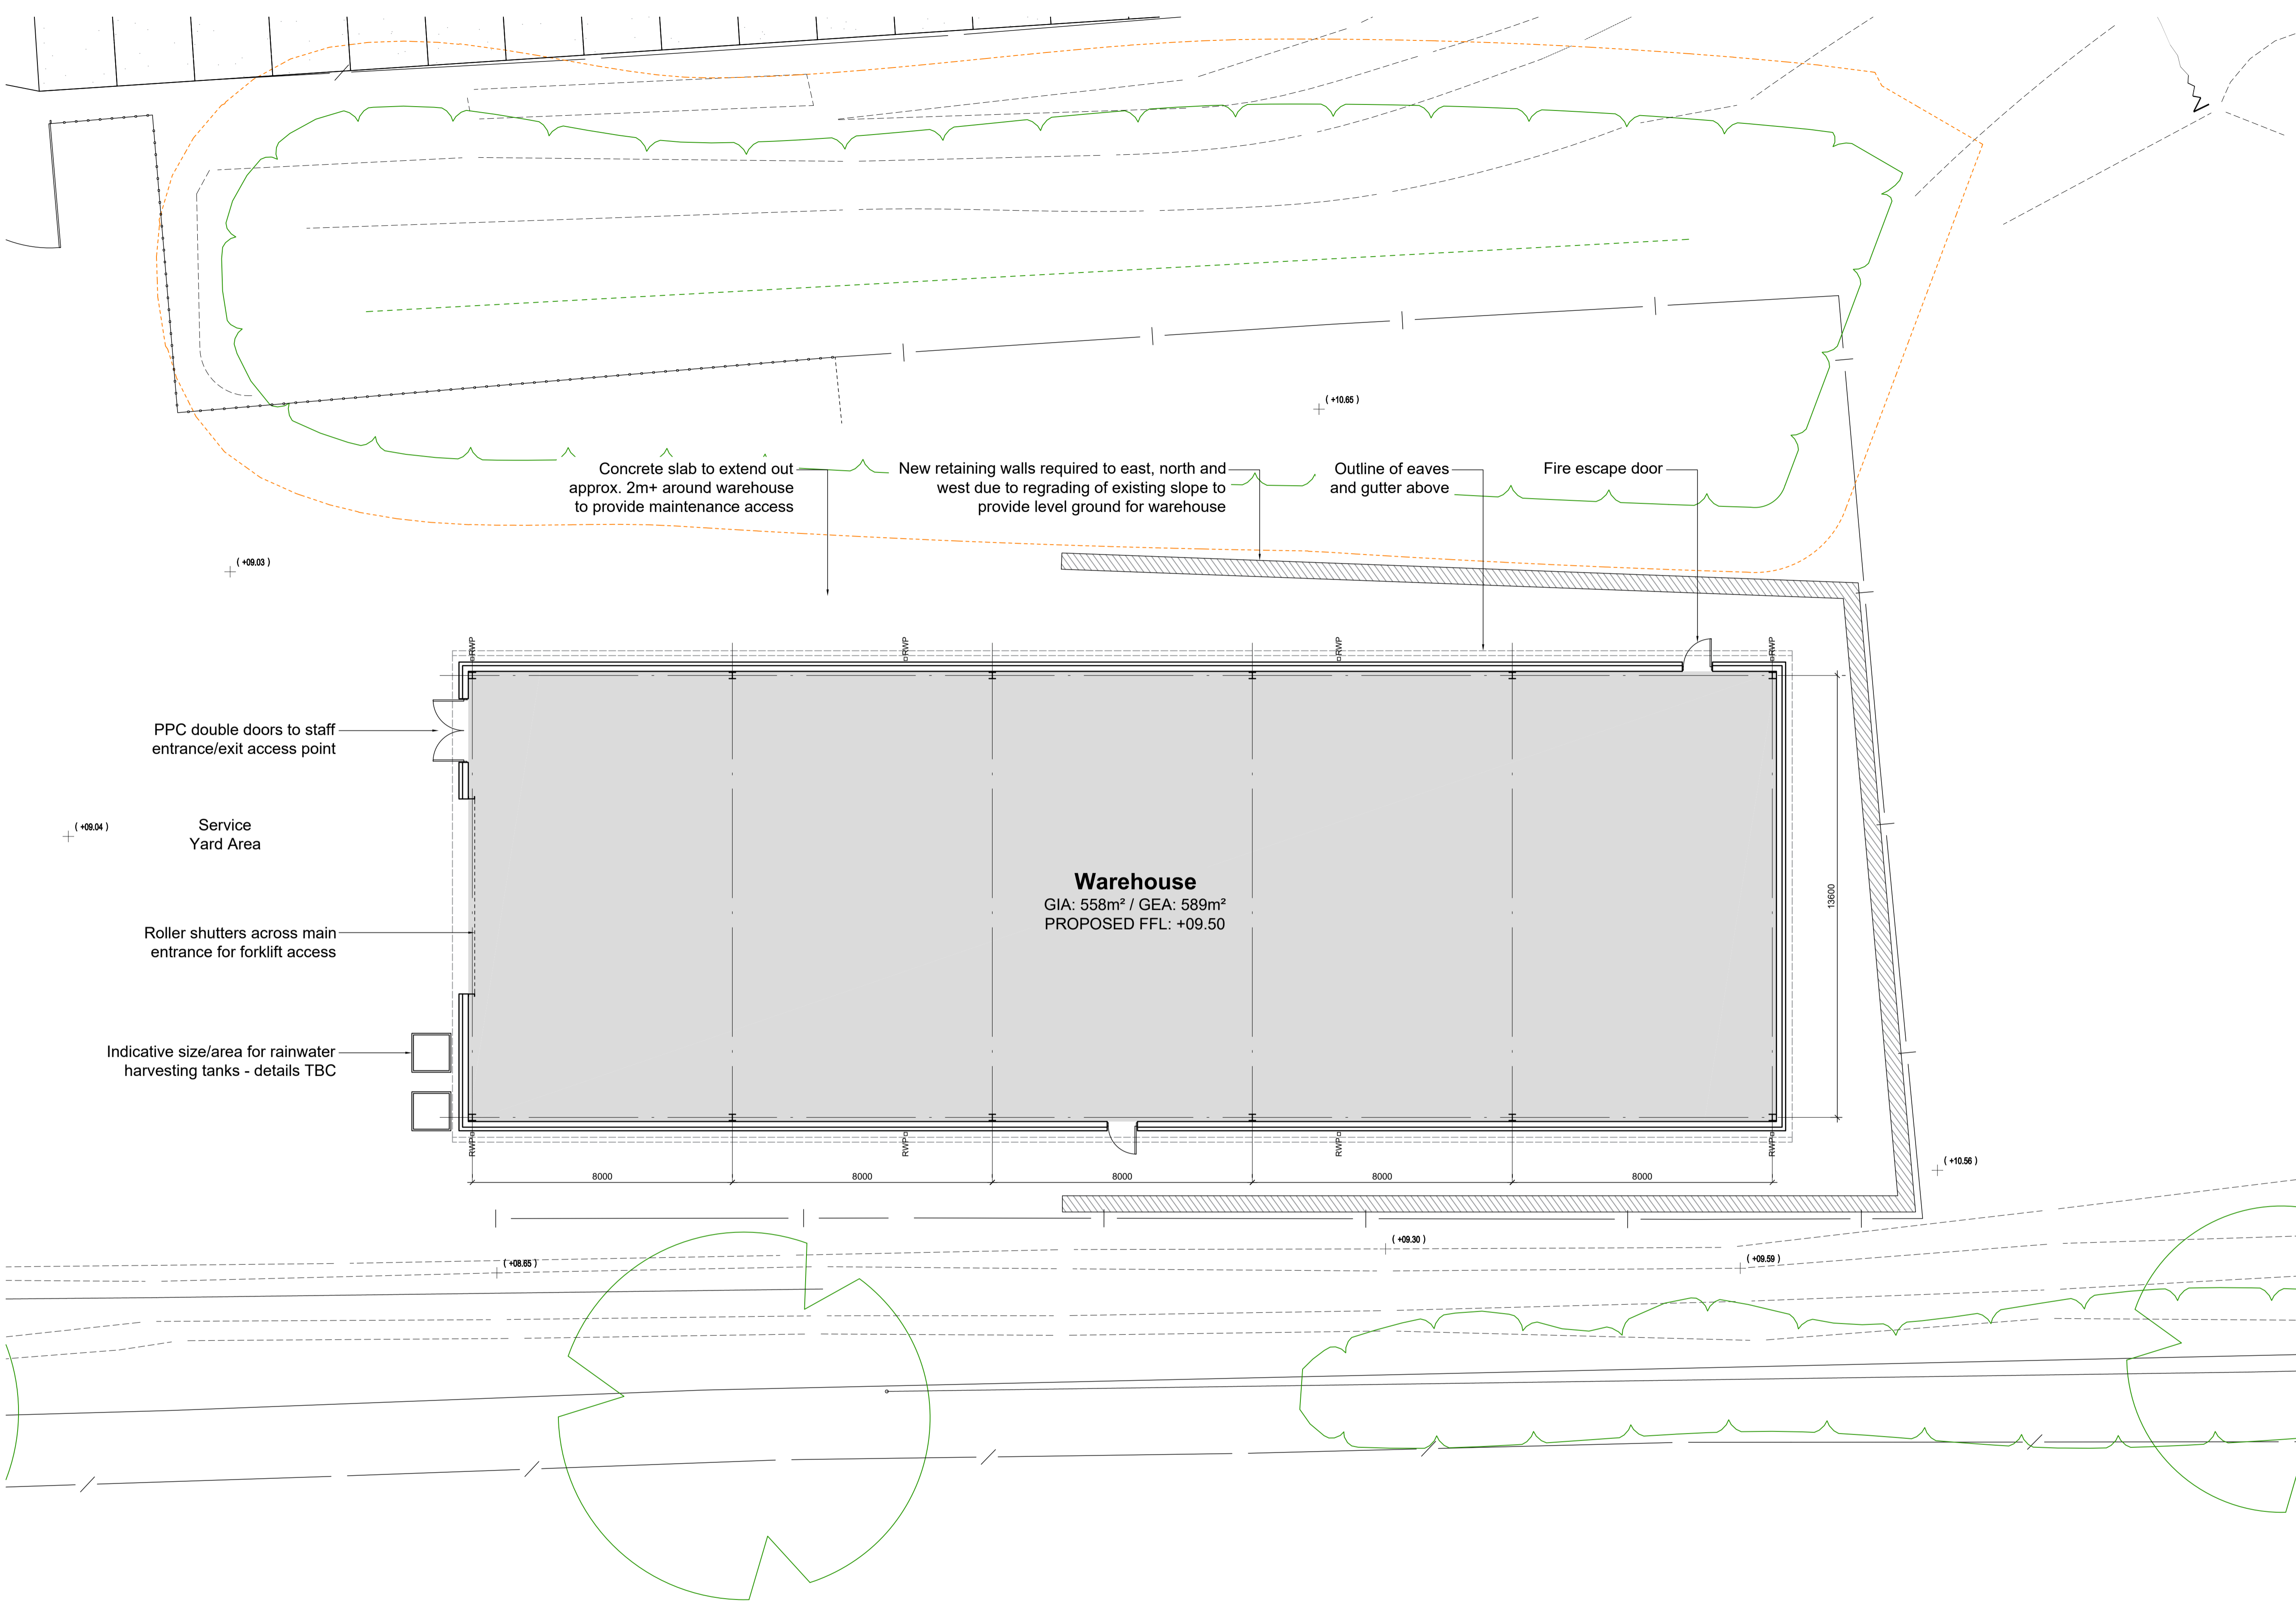 ( +10.65 )
Concrete slab to extend out
approx. 2m+ around warehouse
to provide maintenance access
New retaining walls required to east, north and
west due to regrading of existing slope to
provide level ground for warehouse
Outline of eaves
and gutter above
Fire escape door
( +09.03 )
RWP
RWP
RWP
RWP
PPC double doors to staff
entrance/exit access point
( +09.04 )
Service
Yard Area
Warehouse
GIA: 558m² / GEA: 589m²
PROPOSED FFL: +09.50
13600
Roller shutters across main
entrance for forklift access
Indicative size/area for rainwater
harvesting tanks - details TBC
RWP
RWP
RWP
RWP
8000
8000
8000
8000
8000
( +10.56 )
( +09.30 )
( +09.59 )
( +08.65 )